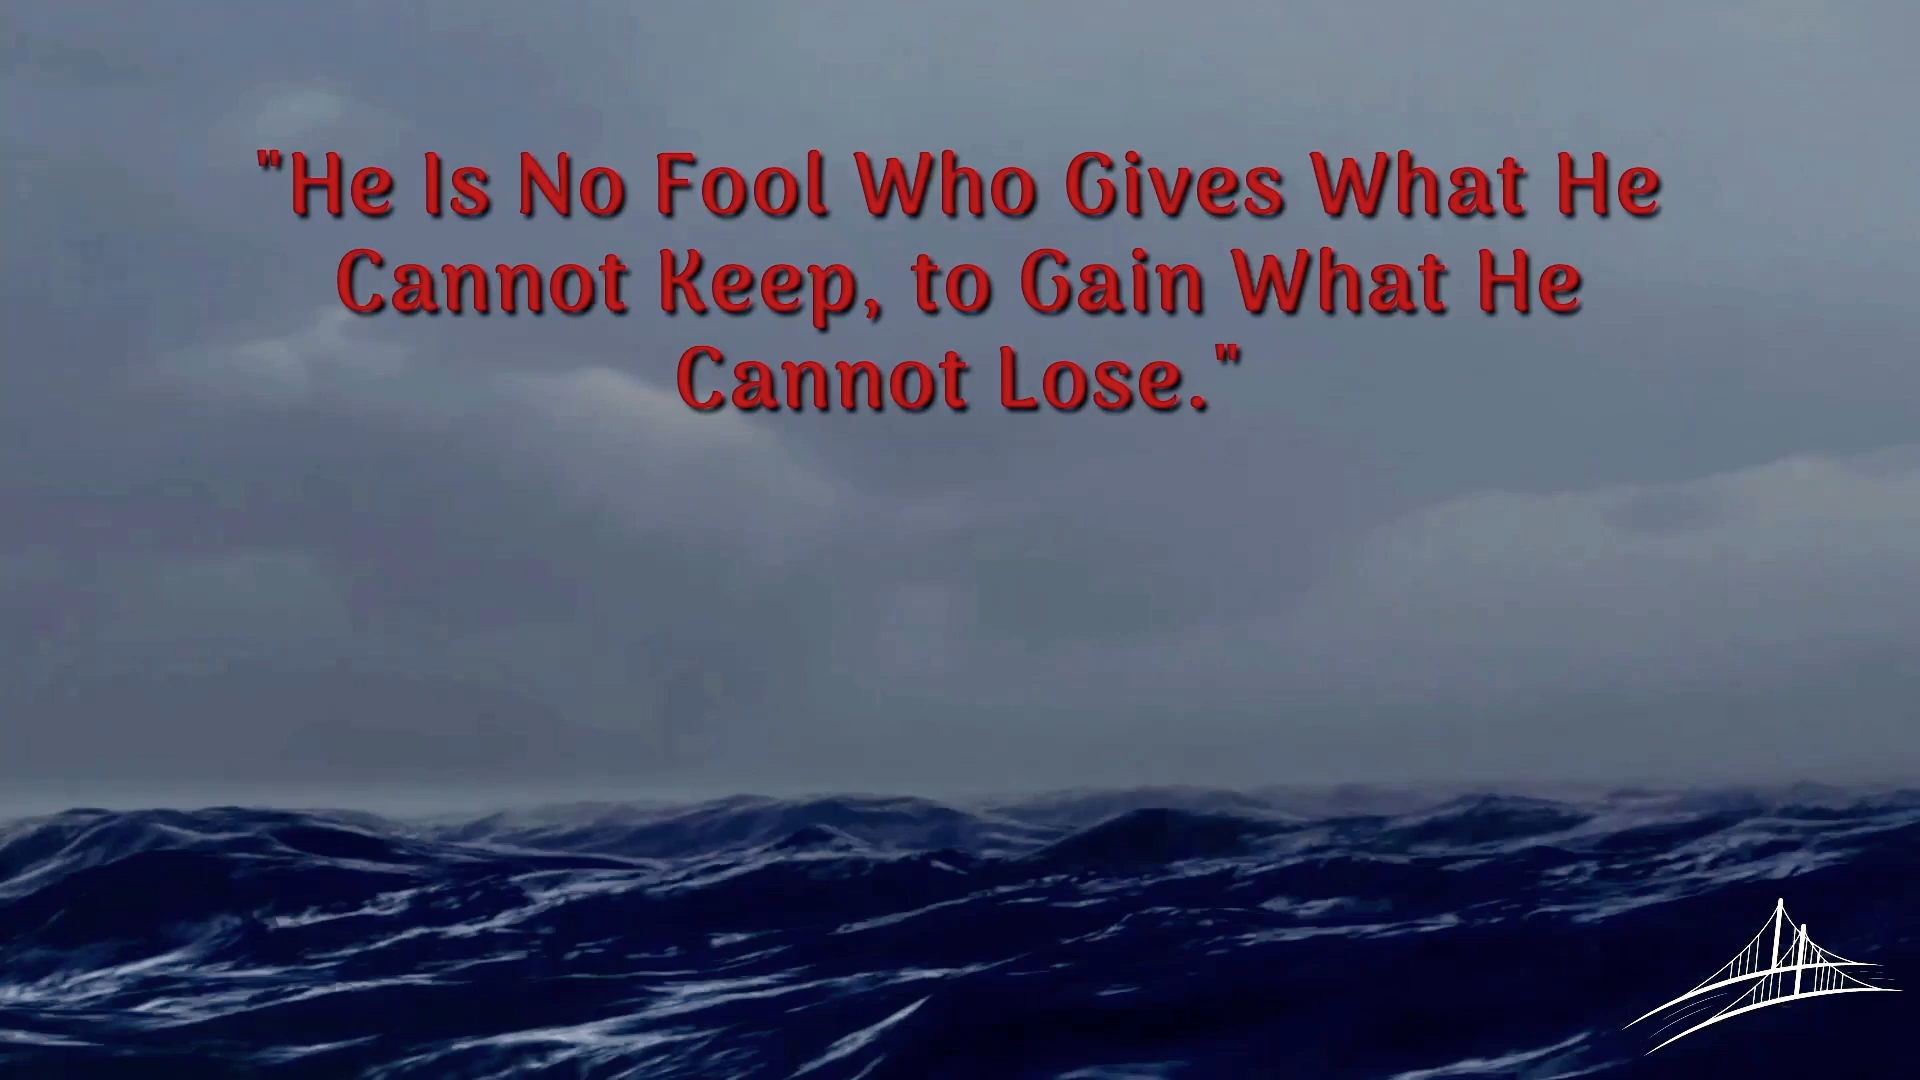 "He Is No Fool Who Gives What He
Cannot Keep, to Gain What He
Cannot Lose."